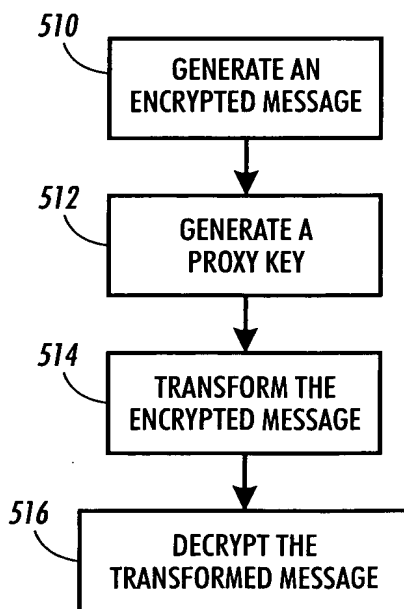 510
GENERATE AN
ENCRYPTED MESSAGE
512
GENERATE A
PROXY KEY
514
TRANSFORM THE
ENCRYPTED MESSAGE
516
DECRYPT THE
TRANSFORMED MESSAGE